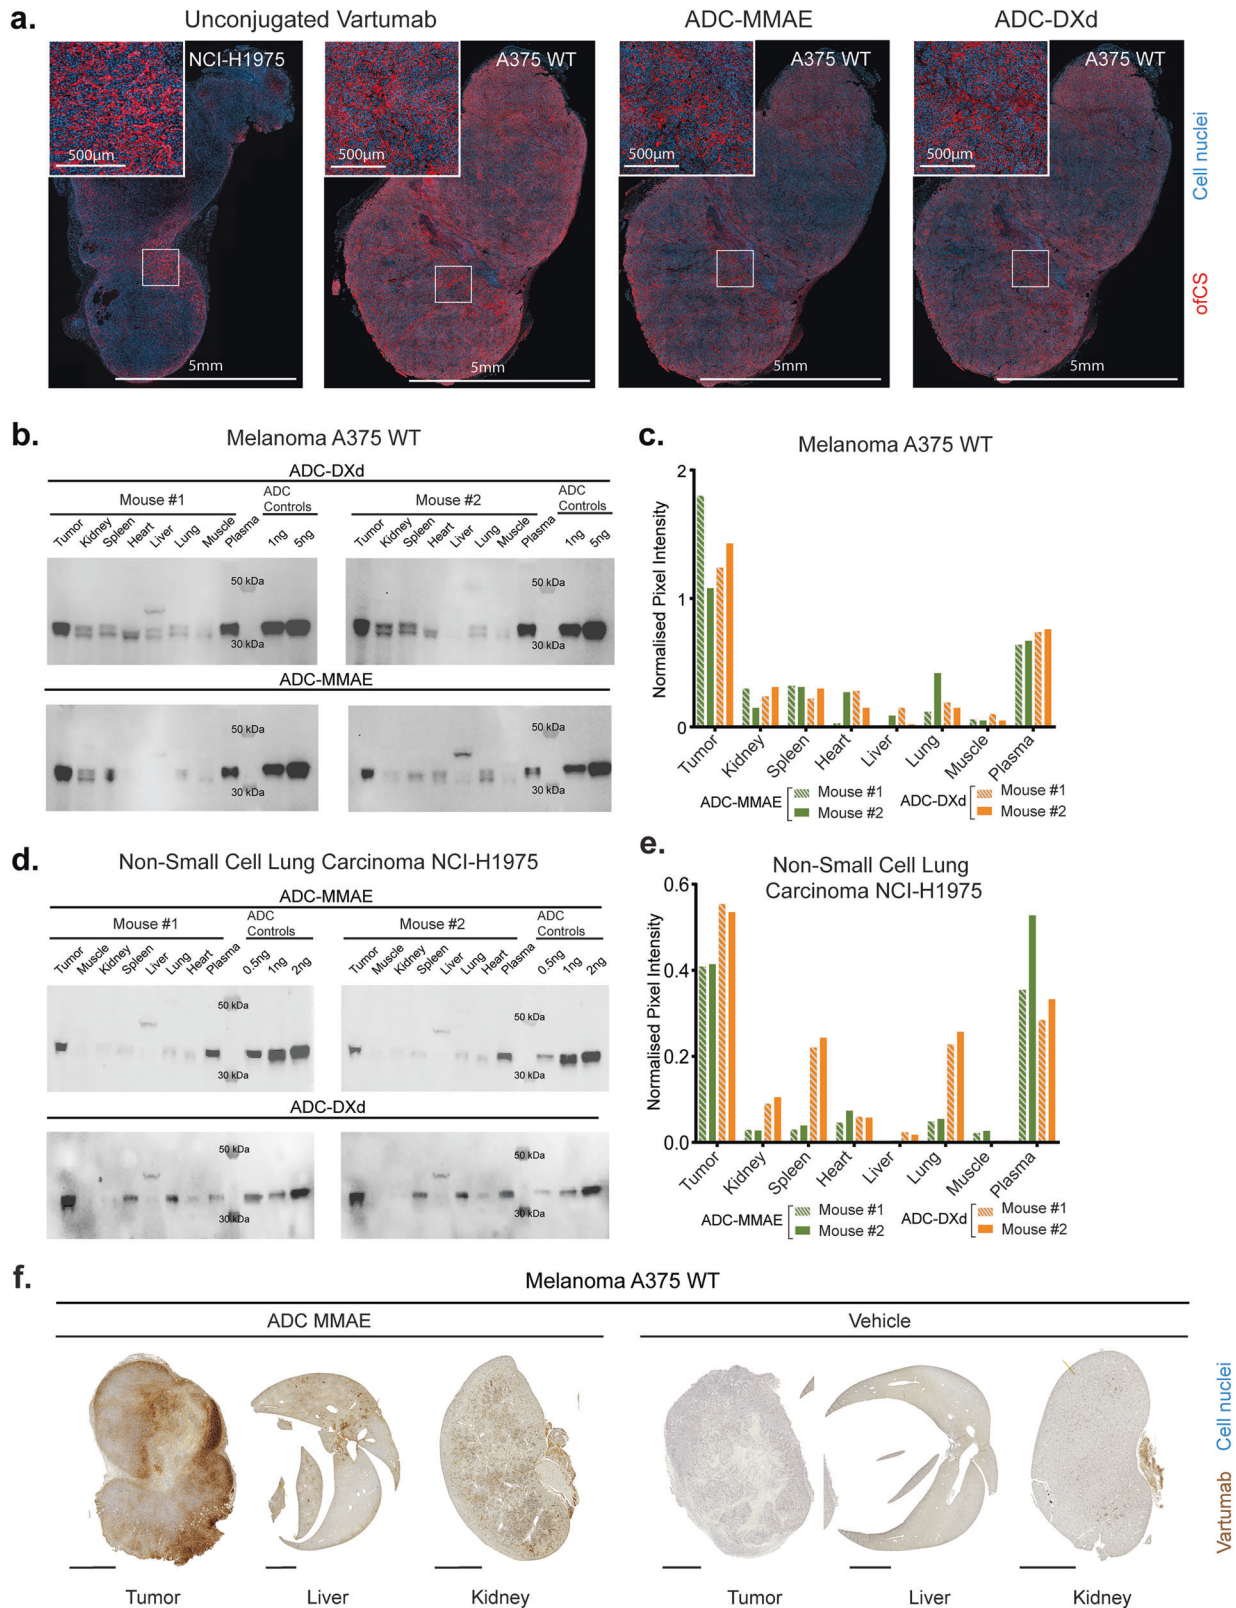 a.
Unconjugated Vartumab
ADC-MMAE
ADC-DXd
NCI-H1975
A375 WT
A375 WT
A375 WT
500µm
500µm
500µm
500µm
5mm
5mm
5mm
5mm
Cell nuclei
ofCS
b.
Melanoma A375 WT
ADC-DXd
Mouse #1
ADC
Controls
Mouse #2
ADC
Controls
Tumor Kidney Spleen Heart Liver Lung Muscle Plasma 1ng 5ng
Tumor Kidney Spleen Heart Liver Lung Muscle Plasma 1ng 5ng
50 kDa
30 kDa
50 kDa
30 kDa
ADC-MMAE
50 kDa
30 kDa
50 kDa
30 kDa
c.
Melanoma A375 WT
Normalised Pixel Intensity
2
1
0
Tumor Kidney Spleen Heart Liver Lung Muscle Plasma
ADC-MMAE
Mouse #1
Mouse #2
ADC-DXd
Mouse #1
Mouse #2
d.
Non-Small Cell Lung Carcinoma NCI-H1975
ADC-MMAE
Mouse #1
ADC
Controls
Mouse #2
ADC
Controls
Tumor Muscle Kidney Spleen Liver Lung Heart Plasma 0.5ng 1ng 2ng
Tumor Muscle Kidney Spleen Liver Lung Heart Plasma 0.5ng 1ng 2ng
50 kDa
30 kDa
50 kDa
30 kDa
ADC-DXd
50 kDa
30 kDa
50 kDa
30 kDa
e.
Non-Small Cell Lung
Carcinoma NCI-H1975
Normalised Pixel Intensity
0.6
0.4
0.2
0.0
Tumor Kidney Spleen Heart Liver Lung Muscle Plasma
ADC-MMAE
Mouse #1
Mouse #2
ADC-DXd
Mouse #1
Mouse #2
f.
Melanoma A375 WT
ADC MMAE
Vehicle
Tumor
Liver
Kidney
Tumor
Liver
Kidney
Cell nuclei
Vartumab